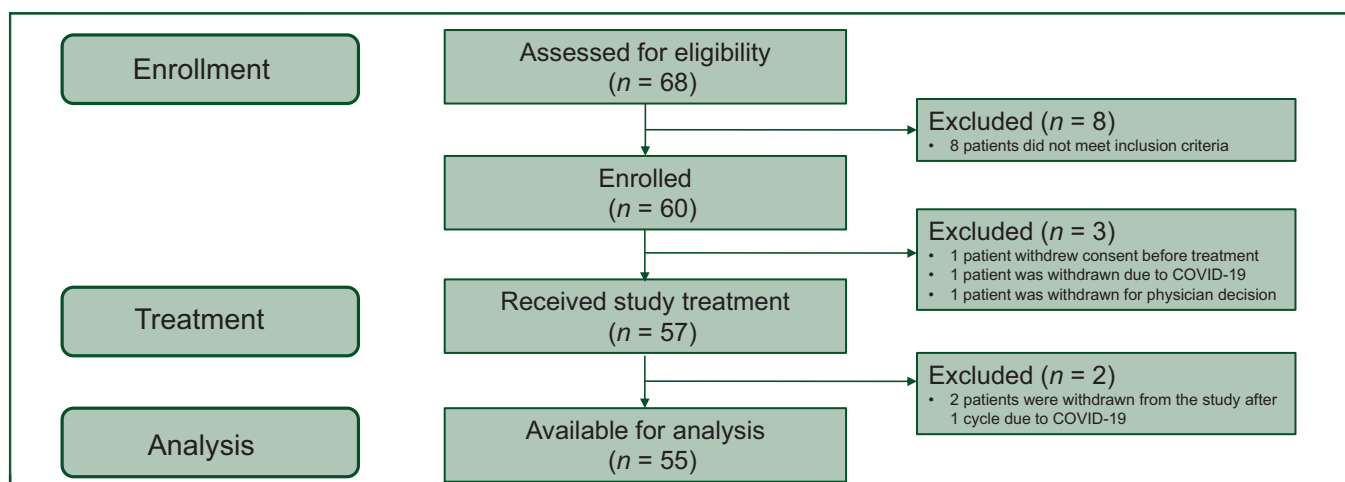 Enrollment
Assessed for eligibility
(n = 68)
Excluded (n = 8)
• 8 patients did not meet inclusion criteria
Enrolled
(n = 60)
Excluded (n = 3)
• 1 patient withdrew consent before treatment
• 1 patient was withdrawn due to COVID-19
• 1 patient was withdrawn for physician decision
Treatment
Received study treatment
(n = 57)
Excluded (n = 2)
• 2 patients were withdrawn from the study after
1 cycle due to COVID-19
Analysis
Available for analysis
(n = 55)